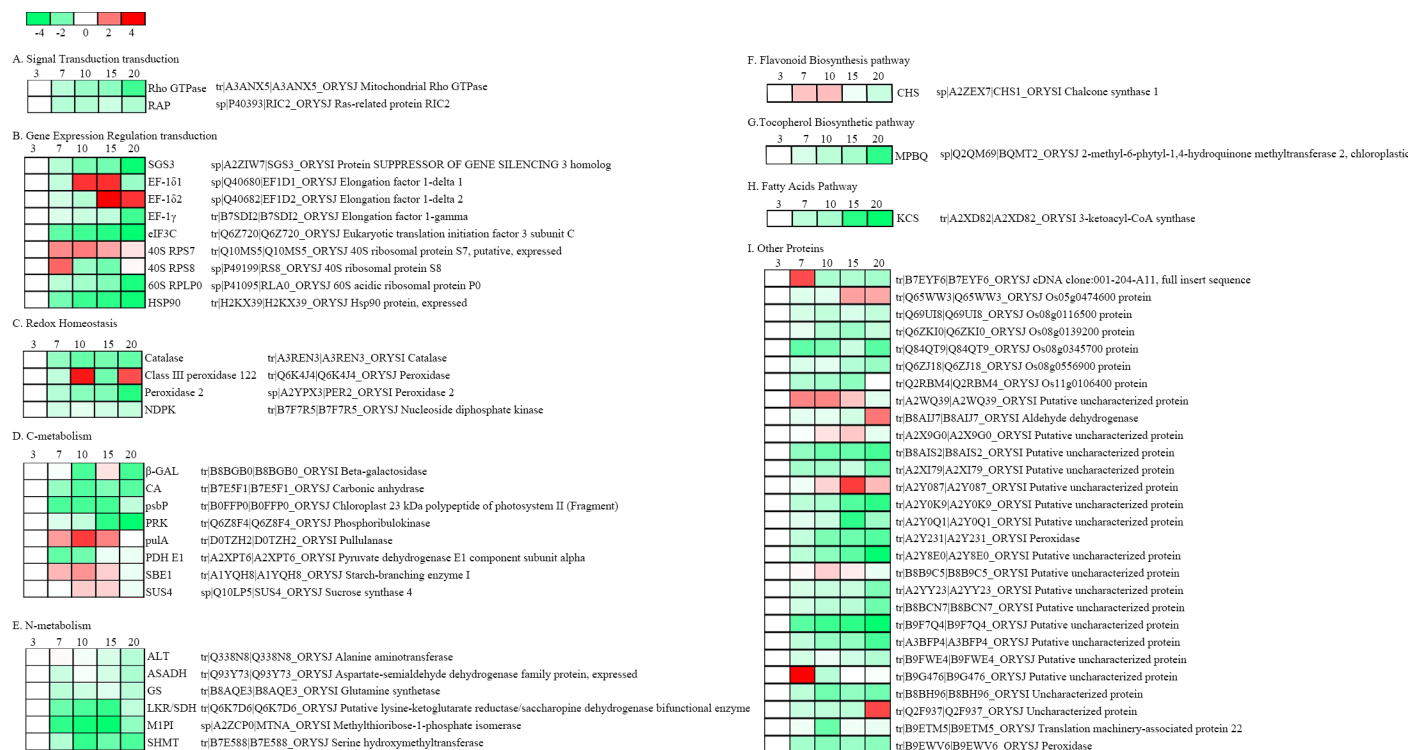 -4 -2 0 2 4
A. Signal Transduction transduction
3 7 10 15 20
Rho GTPase tr|A3ANX5|A3ANX5_ORYSJ Mitochondrial Rho GTPase
RAP sp|P40393|RIC2_ORYSJ Ras-related protein RIC2
B. Gene Expression Regulation transduction
3 7 10 15 20
SGS3 sp|A2ZIW7|SGS3_ORYSI Protein SUPPRESSOR OF GENE SILENCING 3 homolog
EF-1δ1 sp|Q40680|EF1D1_ORYSJ Elongation factor 1-delta 1
EF-1δ2 sp|Q40682|EF1D2_ORYSJ Elongation factor 1-delta 2
EF-1γ tr|B7SDI2|B7SDI2_ORYSJ Elongation factor 1-gamma
eIF3C tr|Q6Z720|Q6Z720_ORYSJ Eukaryotic translation initiation factor 3 subunit C
40S RPS7 tr|Q10MS5|Q10MS5_ORYSJ 40S ribosomal protein S7, putative, expressed
40S RPS8 sp|P49199|RS8_ORYSJ 40S ribosomal protein S8
60S RPLP0 sp|P41095|RLA0_ORYSJ 60S acidic ribosomal protein P0
HSP90 tr|H2KX39|H2KX39_ORYSJ Hsp90 protein, expressed
C. Redox Homeostasis
3 7 10 15 20
Catalase tr|A3REN3|A3REN3_ORYSI Catalase
Class III peroxidase 122 tr|Q6K4J4|Q6K4J4_ORYSJ Peroxidase
Peroxidase 2 sp|A2YPX3|PER2_ORYSI Peroxidase 2
NDPK tr|B7F7R5|B7F7R5_ORYSJ Nucleoside diphosphate kinase
D. C-metabolism
3 7 10 15 20
β-GAL tr|B8BGB0|B8BGB0_ORYSI Beta-galactosidase
CA tr|B7E5F1|B7E5F1_ORYSJ Carbonic anhydrase
psbP tr|B0FFP0|B0FFP0_ORYSJ Chloroplast 23 kDa polypeptide of photosystem II (Fragment)
PRK tr|Q6Z8F4|Q6Z8F4_ORYSJ Phosphoribulokinase
pulA tr|D0TZH2|D0TZH2_ORYSJ Pullulanase
PDH E1 tr|A2XPT6|A2XPT6_ORYSI Pyruvate dehydrogenase E1 component subunit alpha
SBE1 tr|A1YQH8|A1YQH8_ORYSJ Starch-branching enzyme I
SUS4 sp|Q10LP5|SUS4_ORYSJ Sucrose synthase 4
E. N-metabolism
3 7 10 15 20
ALT tr|Q338N8|Q338N8_ORYSJ Alanine aminotransferase
ASADH tr|Q93Y73|Q93Y73_ORYSJ Aspartate-semialdehyde dehydrogenase family protein, expressed
GS tr|B8AQE3|B8AQE3_ORYSI Glutamine synthetase
LKR/SDH tr|Q6K7D6|Q6K7D6_ORYSJ Putative lysine-ketoglutarate reductase/saccharopine dehydrogenase bifunctional enzyme
M1PI sp|A2ZCP0|MTNA_ORYSI Methylthioribose-1-phosphate isomerase
SHMT tr|B7E588|B7E588_ORYSJ Serine hydroxymethyltransferase
F. Flavonoid Biosynthesis pathway
3 7 10 15 20
CHS sp|A2ZEX7|CHS1_ORYSI Chalcone synthase 1
G.Tocopherol Biosynthetic pathway
3 7 10 15 20
MPBQ sp|Q2QM69|BQMT2_ORYSJ 2-methyl-6-phytyl-1,4-hydroquinone methyltransferase 2, chloroplastic
H. Fatty Acids Pathway
3 7 10 15 20
KCS tr|A2XD82|A2XD82_ORYSI 3-ketoacyl-CoA synthase
I. Other Proteins
3 7 10 15 20
tr|B7EYF6|B7EYF6_ORYSJ cDNA clone:001-204-A11, full insert sequence
tr|Q65WW3|Q65WW3_ORYSJ Os05g0474600 protein
tr|Q69UI8|Q69UI8_ORYSJ Os08g0116500 protein
tr|Q6ZKI0|Q6ZKI0_ORYSJ Os08g0139200 protein
tr|Q84QT9|Q84QT9_ORYSJ Os08g0345700 protein
tr|Q6ZJ18|Q6ZJ18_ORYSJ Os08g0556900 protein
tr|Q2RBM4|Q2RBM4_ORYSJ Os11g0106400 protein
tr|A2WQ39|A2WQ39_ORYSI Putative uncharacterized protein
tr|B8AIJ7|B8AIJ7_ORYSI Aldehyde dehydrogenase
tr|A2X9G0|A2X9G0_ORYSI Putative uncharacterized protein
tr|B8AIS2|B8AIS2_ORYSI Putative uncharacterized protein
tr|A2XI79|A2XI79_ORYSI Putative uncharacterized protein
tr|A2Y087|A2Y087_ORYSI Putative uncharacterized protein
tr|A2Y0K9|A2Y0K9_ORYSI Putative uncharacterized protein
tr|A2Y0Q1|A2Y0Q1_ORYSI Putative uncharacterized protein
tr|A2Y231|A2Y231_ORYSI Peroxidase
tr|A2Y8E0|A2Y8E0_ORYSI Putative uncharacterized protein
tr|B8B9C5|B8B9C5_ORYSI Putative uncharacterized protein
tr|A2YY23|A2YY23_ORYSI Putative uncharacterized protein
tr|B8BCN7|B8BCN7_ORYSI Putative uncharacterized protein
tr|B9F7Q4|B9F7Q4_ORYSJ Putative uncharacterized protein
tr|A3BFP4|A3BFP4_ORYSJ Putative uncharacterized protein
tr|B9FWE4|B9FWE4_ORYSJ Putative uncharacterized protein
tr|B9G476|B9G476_ORYSJ Putative uncharacterized protein
tr|B8BH96|B8BH96_ORYSI Uncharacterized protein
tr|Q2F937|Q2F937_ORYSJ Uncharacterized protein
tr|B9ETM5|B9ETM5_ORYSJ Translation machinery-associated protein 22
tr|B9EWV6|B9EWV6_ORYSJ Peroxidase